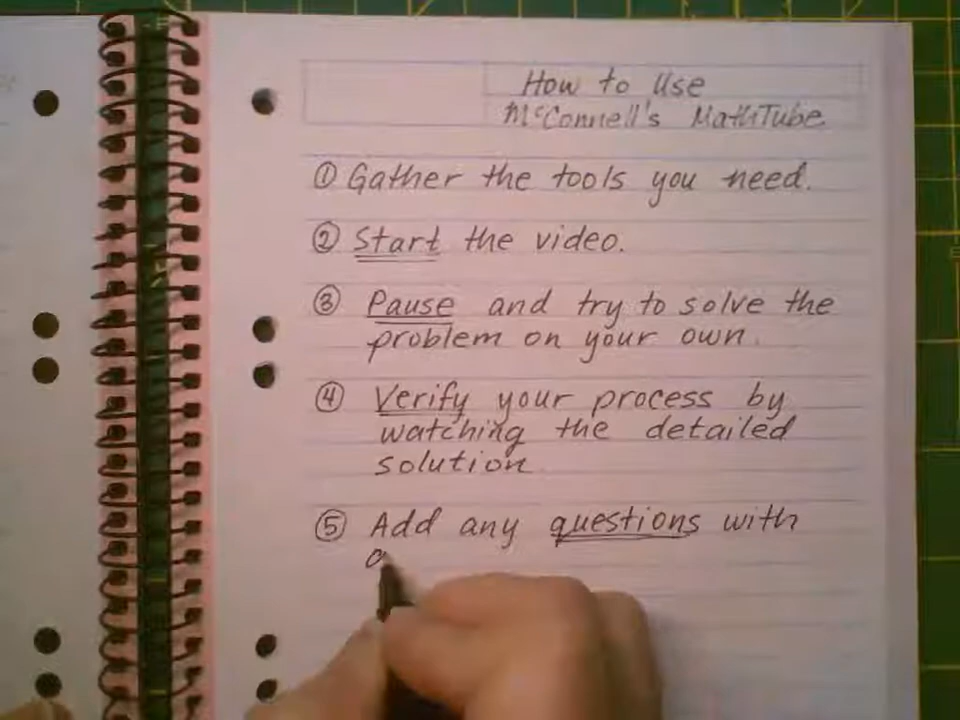 How to Use
McConnell's MathTube
① Gather the tools you need.
② Start the video.
③ Pause and try to solve the
problem on your own.
④ Verify your process by
watching the detailed
solution
⑤ Add any questions with